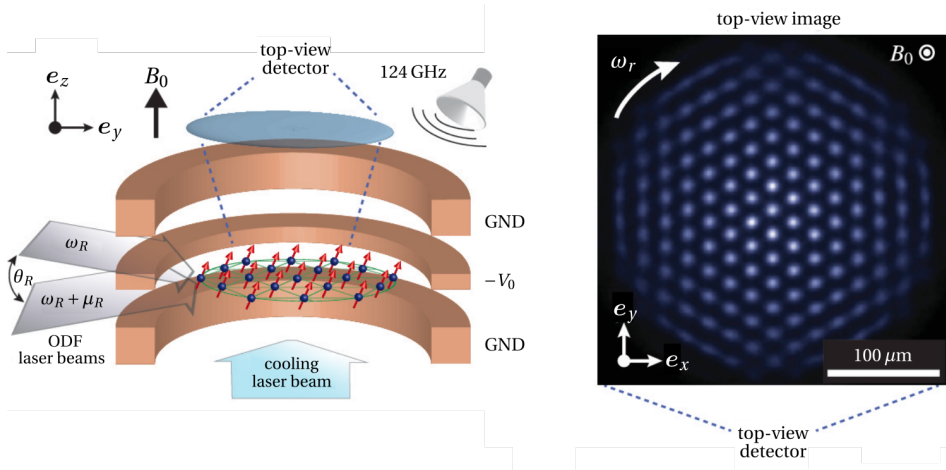 top-view
detector
124 GHz
e_z
B_0
e_y
GND
ω_R
θ_R
−V_0
ω_R + μ_R
ODF
laser beams
GND
cooling
laser beam
top-view image
ω_r
B_0
e_y
e_x
100 μm
top-view
detector